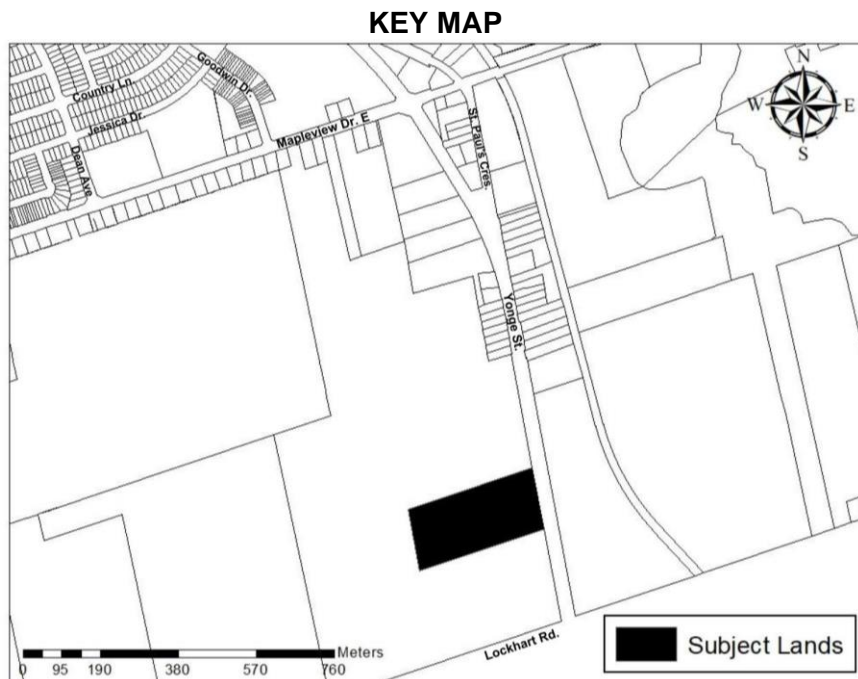 KEY MAP
Goodwin Dr.
Country Ln.
Jessica Dr.
Mapleview Dr. E
St. Paul's Cres.
Dean Ave
N
W
E
S
Yonge St.
Lockhart Rd.
Meters
0 95 190 380 570 760
Subject Lands